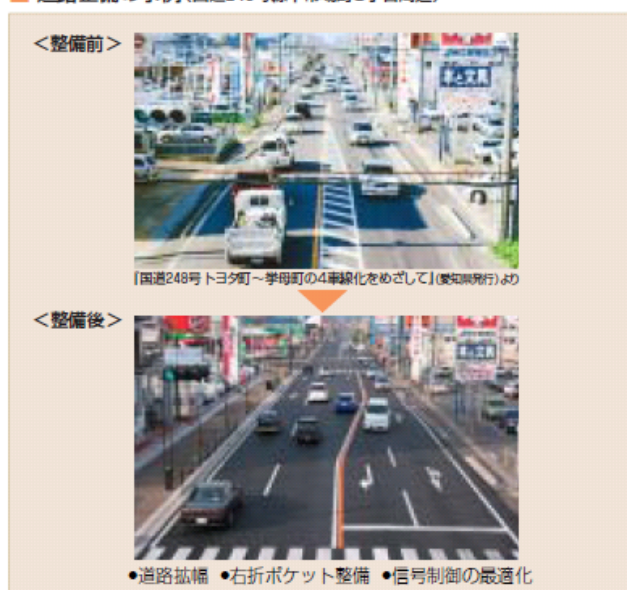 <整備前>
『国道248号 トヨタ町〜挙母町の4車線化をめざして』(愛知県発行)より
<整備後>
●道路拡幅 ●右折ポケット整備 ●信号制御の最適化